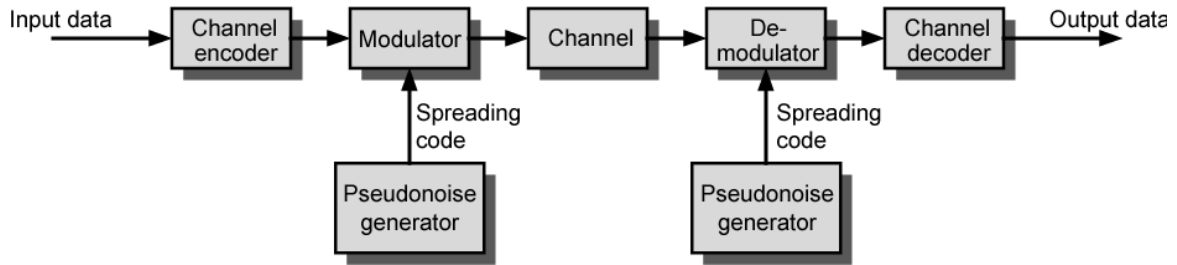 Input data
Channel
encoder
Modulator
Channel
De-
modulator
Channel
decoder
Output data
Spreading
code
Spreading
code
Pseudonoise
generator
Pseudonoise
generator